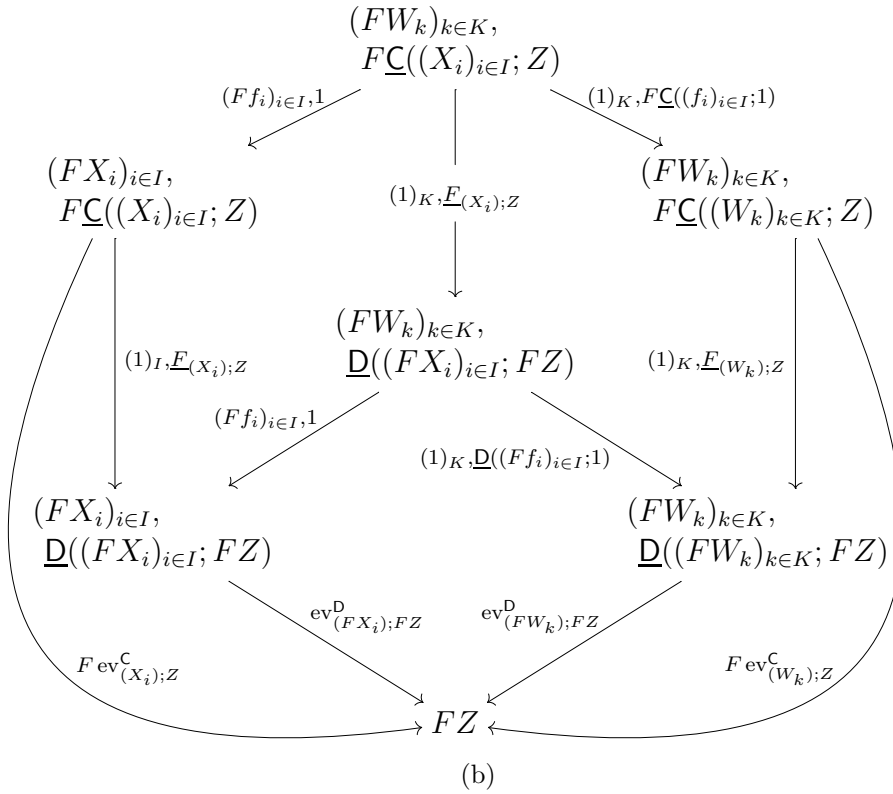 (FW_k)_{k∈K},
F\underline{C}((X_i)_{i∈I}; Z)
(Ff_i)_{i∈I},1
(1)_K,F\underline{C}((f_i)_{i∈I};1)
(FX_i)_{i∈I},
F\underline{C}((X_i)_{i∈I}; Z)
(1)_K,\underline{F}_{(X_i);Z}
(FW_k)_{k∈K},
F\underline{C}((W_k)_{k∈K}; Z)
(FW_k)_{k∈K},
\underline{D}((FX_i)_{i∈I}; FZ)
(1)_I,\underline{F}_{(X_i);Z}
(1)_K,\underline{F}_{(W_k);Z}
(Ff_i)_{i∈I},1
(1)_K,\underline{D}((Ff_i)_{i∈I};1)
(FX_i)_{i∈I},
\underline{D}((FX_i)_{i∈I}; FZ)
(FW_k)_{k∈K},
\underline{D}((FW_k)_{k∈K}; FZ)
ev^D_{(FX_i);FZ}
ev^D_{(FW_k);FZ}
F ev^C_{(X_i);Z}
F ev^C_{(W_k);Z}
FZ
(b)